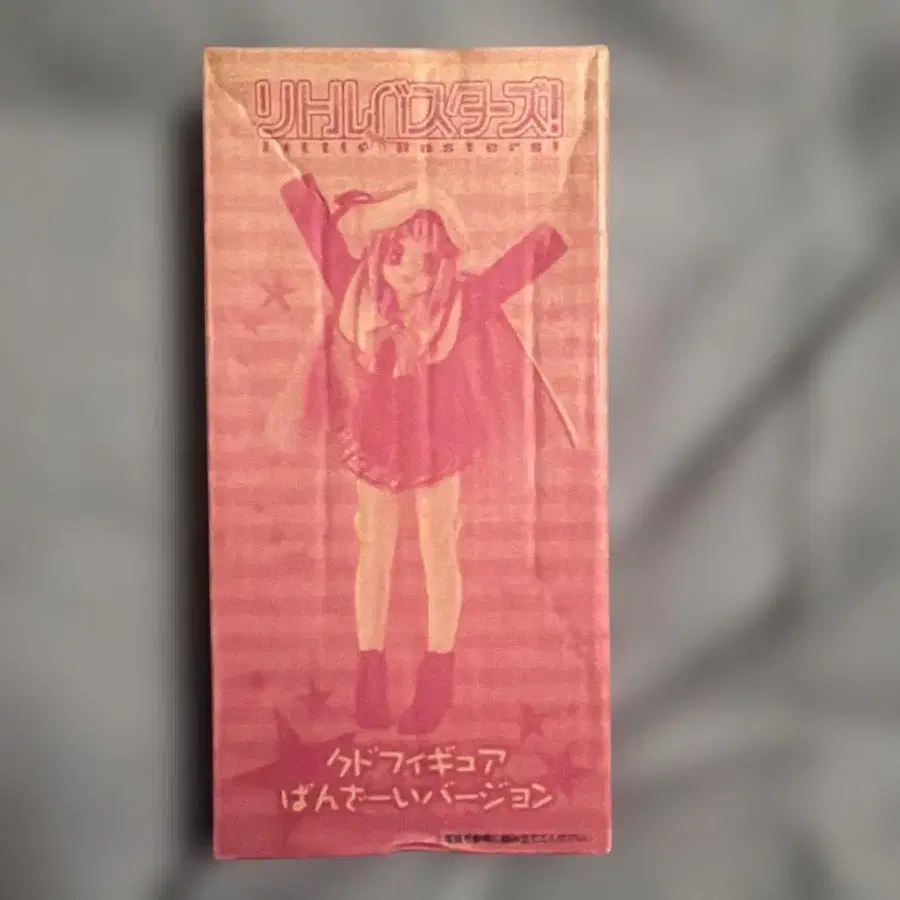 リトルバスターズ!
Little Busters!
クドフィギュア
ばんざーいバージョン